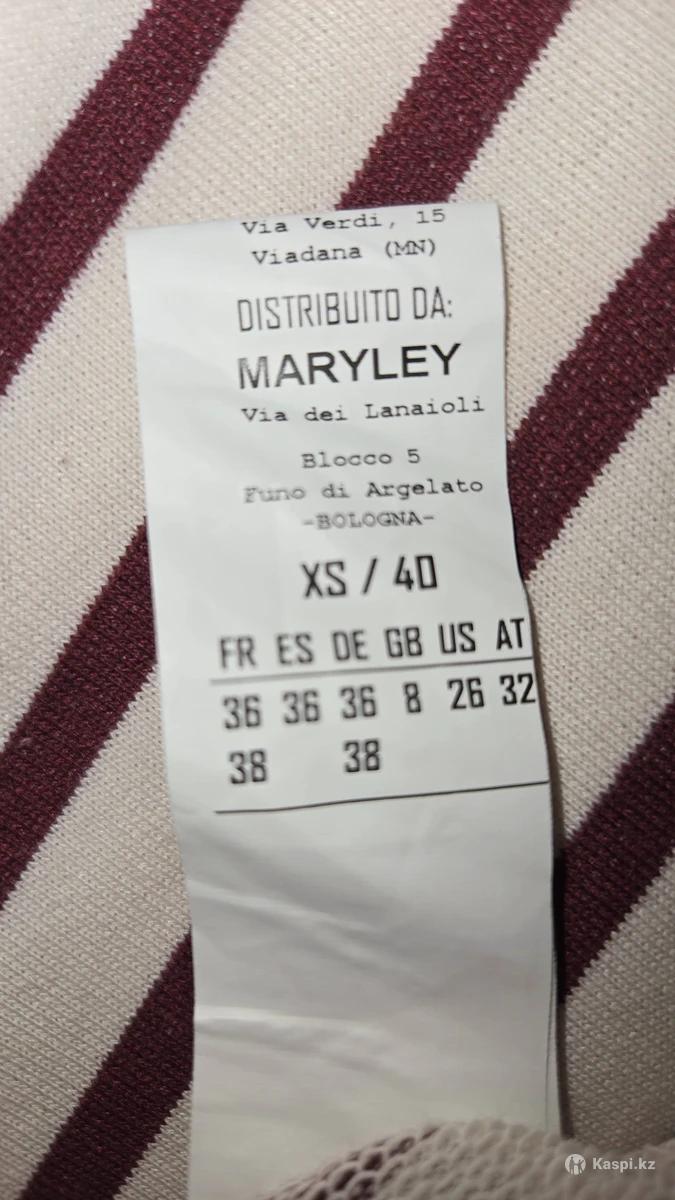 Via Verdi, 15
Viadana (MN)
DISTRIBUITO DA:
MARYLEY
Via dei Lanaioli
Blocco 5
Funo di Argelato
-BOLOGNA-
XS / 40
FR ES DE GB US AT
36 36 36 8 26 32
38 38
Kaspi.kz